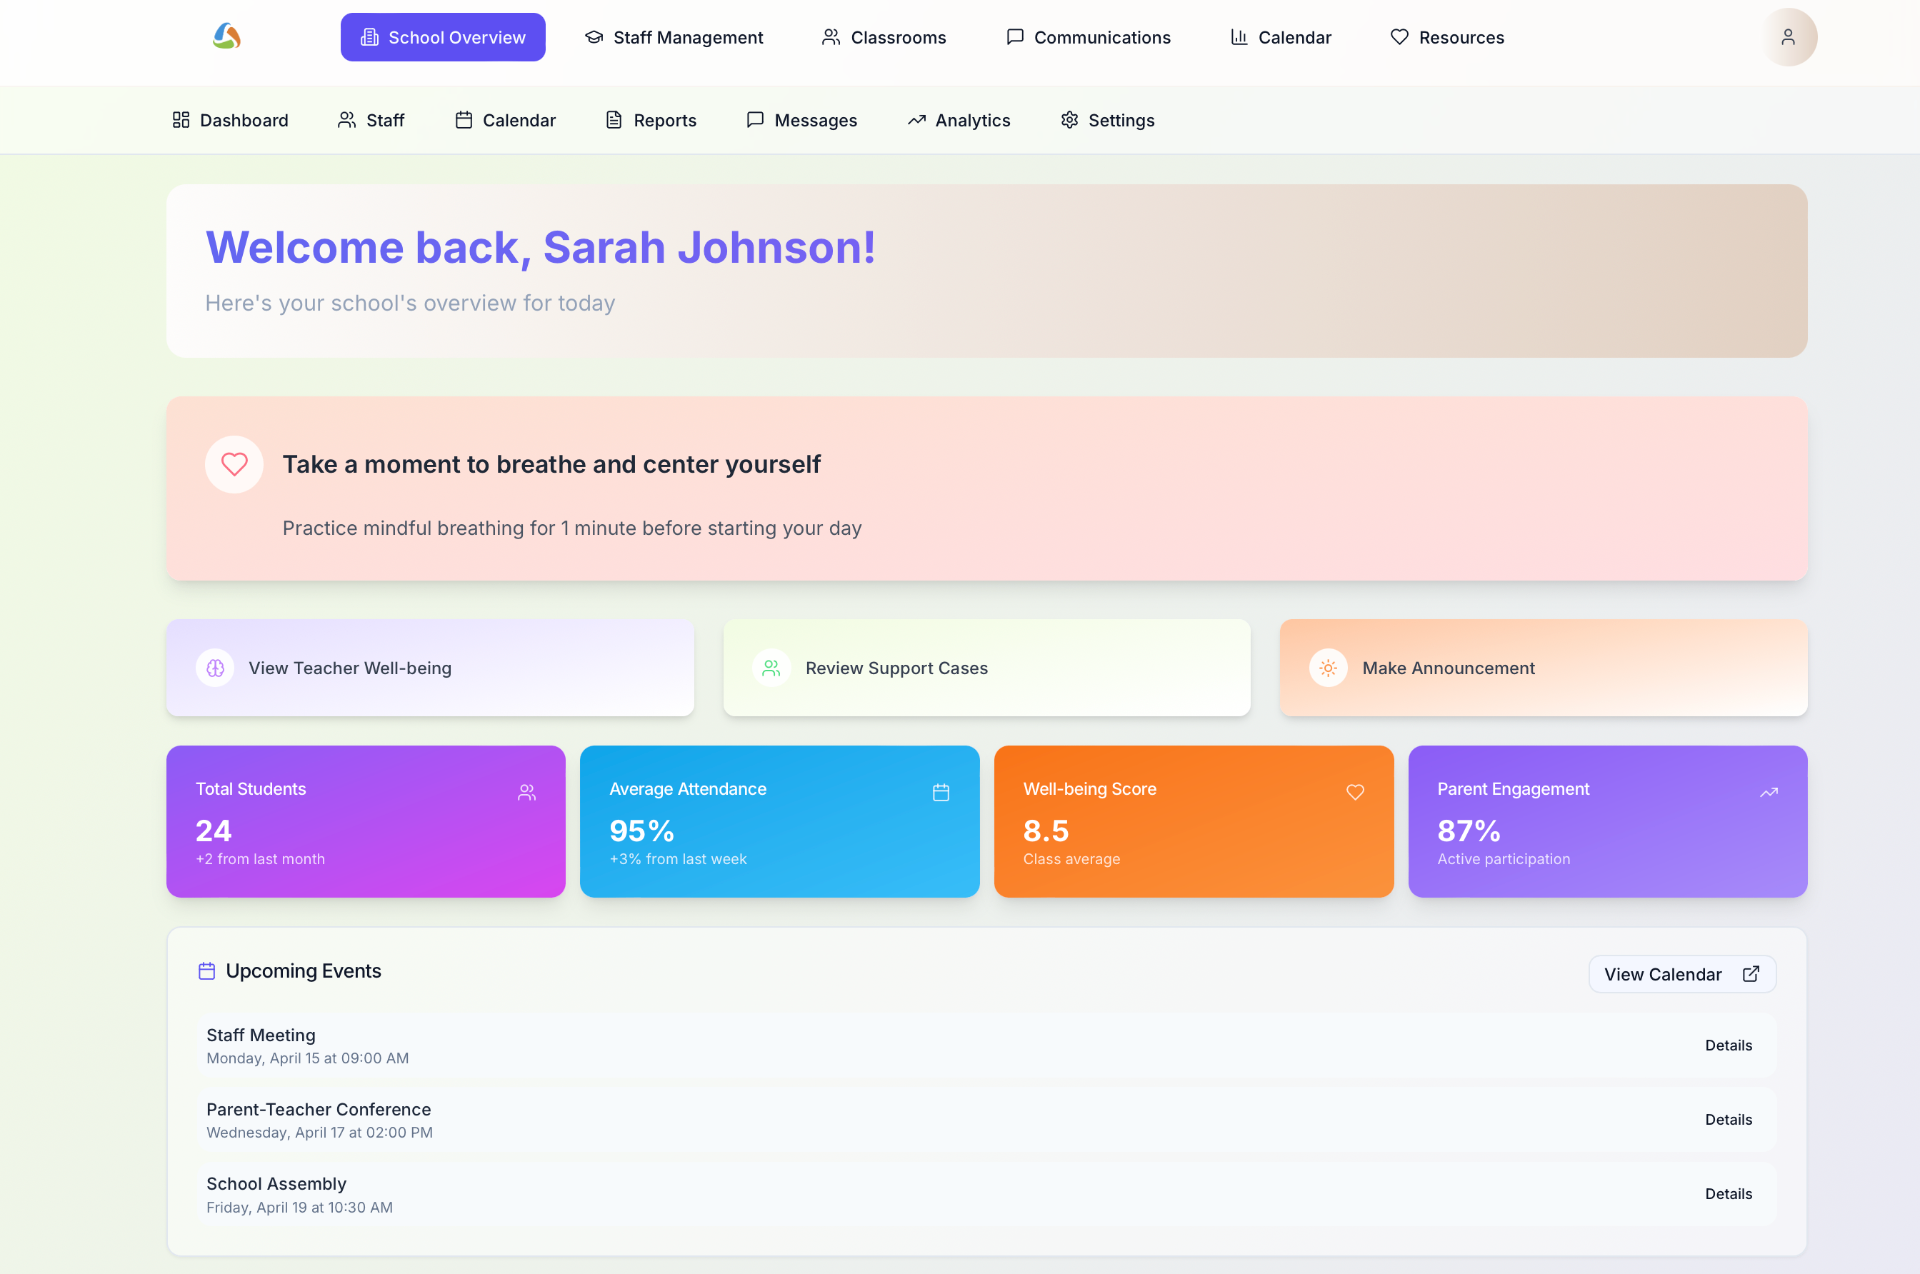 School Overview
Staff Management
Classrooms
Communications
Calendar
Resources
Dashboard
Staff
Calendar
Reports
Messages
Analytics
Settings
Welcome back, Sarah Johnson!
Here's your school's overview for today
Take a moment to breathe and center yourself
Practice mindful breathing for 1 minute before starting your day
View Teacher Well-being
Review Support Cases
Make Announcement
Total Students
24
+2 from last month
Average Attendance
95%
+3% from last week
Well-being Score
8.5
Class average
Parent Engagement
87%
Active participation
Upcoming Events
View Calendar
Staff Meeting
Monday, April 15 at 09:00 AM
Details
Parent-Teacher Conference
Wednesday, April 17 at 02:00 PM
Details
School Assembly
Friday, April 19 at 10:30 AM
Details